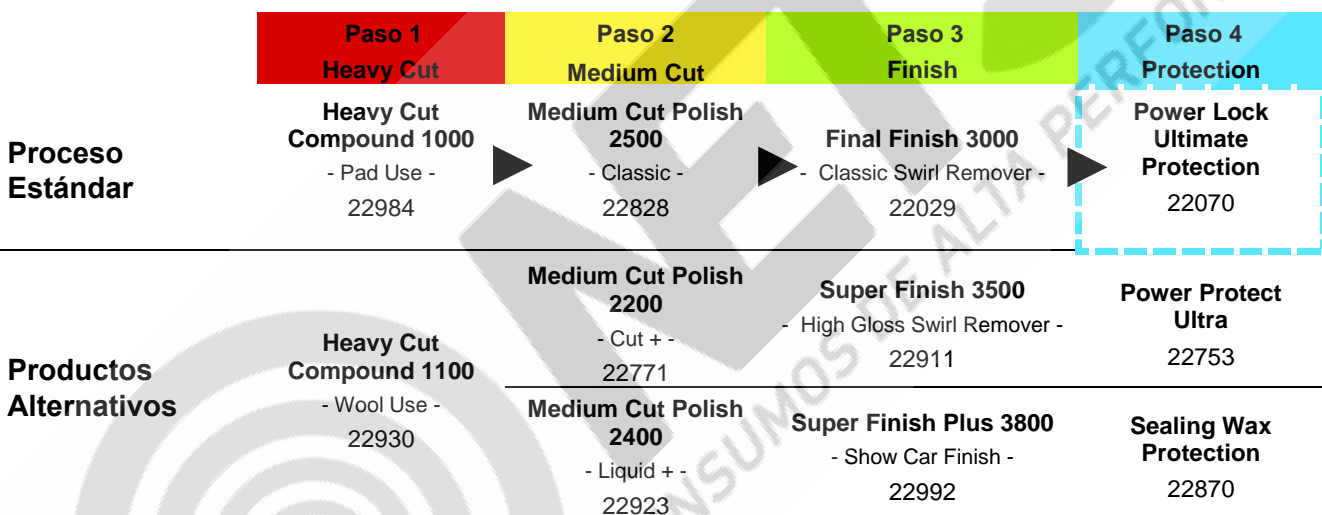 Paso 1
Heavy Cut
Paso 2
Medium Cut
Paso 3
Finish
Paso 4
Protection
Proceso
Estándar
Heavy Cut
Compound 1000
- Pad Use -
22984
Medium Cut Polish
2500
- Classic -
22828
Final Finish 3000
- Classic Swirl Remover -
22029
Power Lock
Ultimate
Protection
22070
Productos
Alternativos
Heavy Cut
Compound 1100
- Wool Use -
22930
Medium Cut Polish
2200
- Cut + -
22771
Super Finish 3500
- High Gloss Swirl Remover -
22911
Power Protect
Ultra
22753
Medium Cut Polish
2400
- Liquid + -
22923
Super Finish Plus 3800
- Show Car Finish -
22992
Sealing Wax
Protection
22870